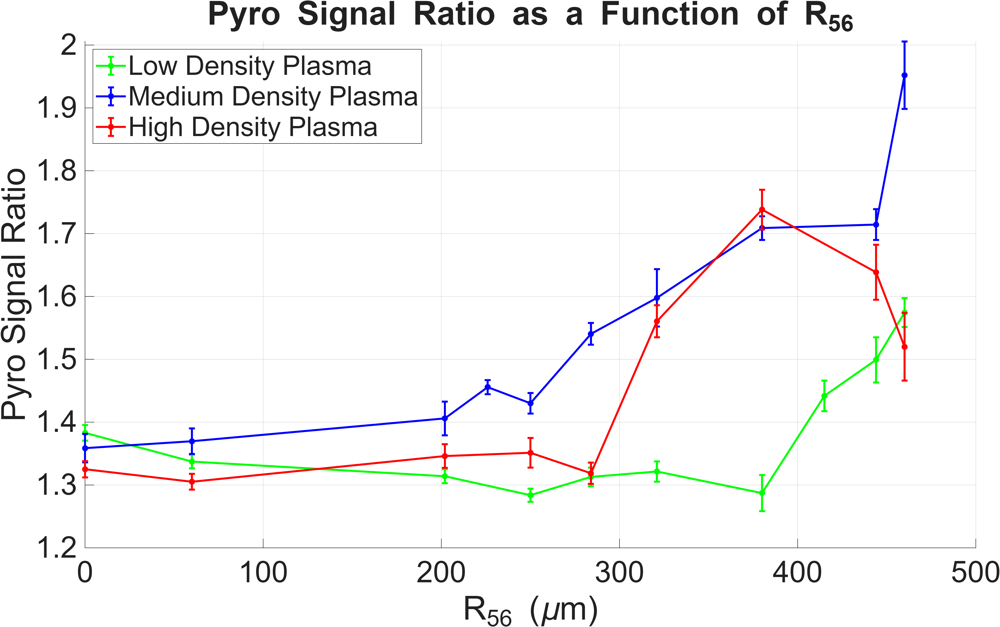 Pyro Signal Ratio as a Function of R₅₆
Low Density Plasma
Medium Density Plasma
High Density Plasma
Pyro Signal Ratio
2
1.9
1.8
1.7
1.6
1.5
1.4
1.3
1.2
0 100 200 300 400 500
R₅₆ (μm)